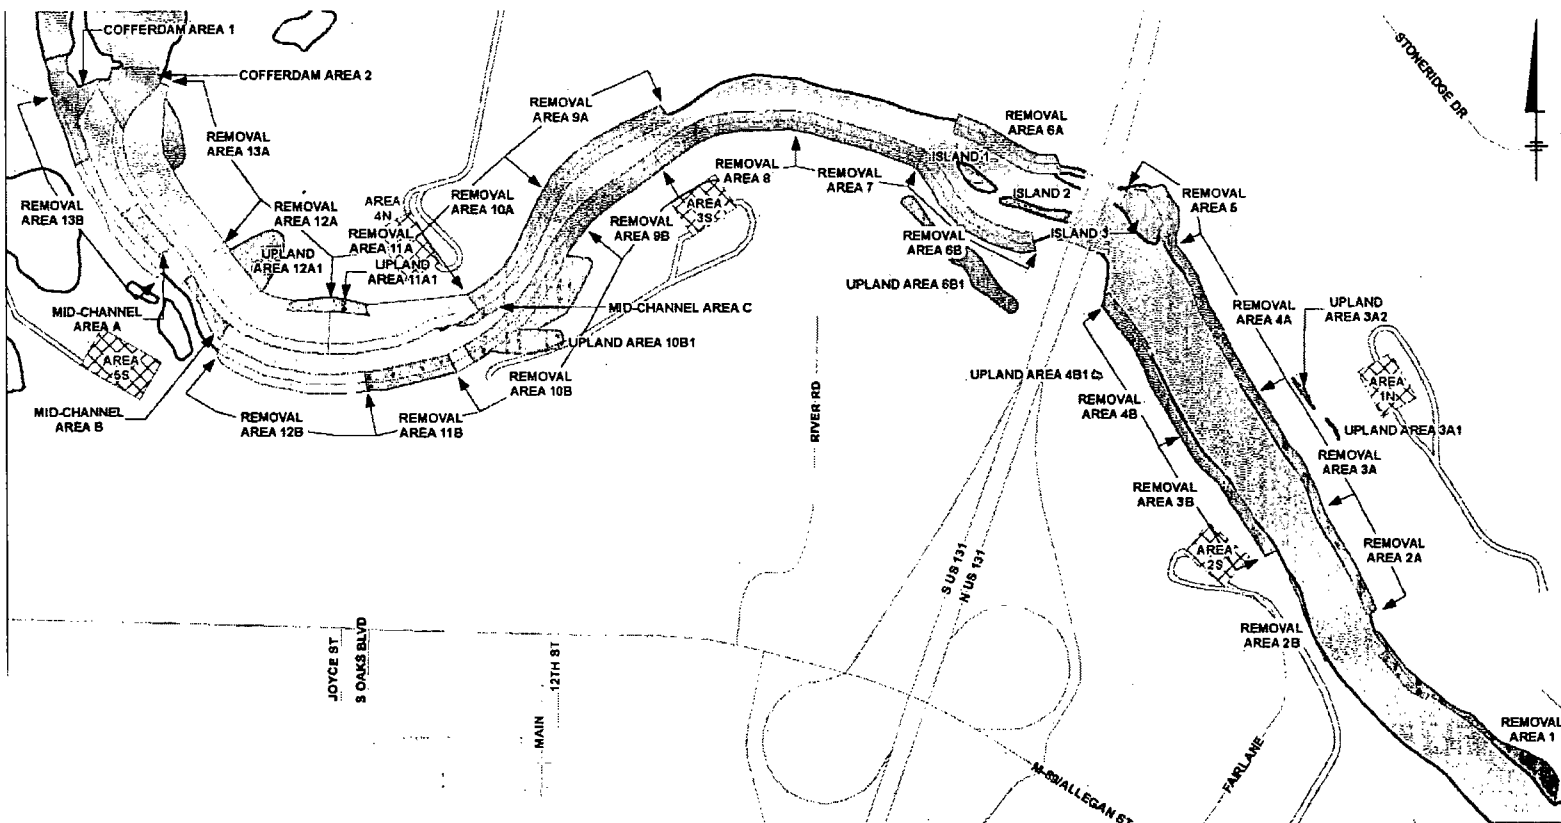 COFFERDAM AREA 1
COFFERDAM AREA 2
STONERIDGE DR
REMOVAL
AREA 9A
REMOVAL
AREA 6A
REMOVAL
AREA 13A
ISLAND 1
REMOVAL
AREA 8
REMOVAL
AREA 7
ISLAND 2
REMOVAL
AREA 5
REMOVAL
AREA 10A
AREA
4N
REMOVAL
AREA 13B
REMOVAL
AREA 12A
AREA
3S
REMOVAL
AREA 9B
REMOVAL
AREA 11A
ISLAND 3
REMOVAL
AREA 6B
UPLAND
AREA 12A1
UPLAND
AREA 11A1
UPLAND AREA 6B1
MID-CHANNEL
AREA A
MID-CHANNEL AREA C
REMOVAL
AREA 4A
UPLAND
AREA 3A2
UPLAND AREA 10B1
AREA
5S
REMOVAL
AREA 10B
UPLAND AREA 4B1
AREA
1N
REMOVAL
AREA 4B
MID-CHANNEL
AREA B
REMOVAL
AREA 12B
REMOVAL
AREA 11B
RIVER RD
UPLAND AREA 3A1
REMOVAL
AREA 3A
REMOVAL
AREA 3B
AREA
2S
REMOVAL
AREA 2A
S US 131
N US 131
REMOVAL
AREA 2B
JOYCE ST
S OAKS BLVD
12TH ST
MAIN
REMOVAL
AREA 1
FAIRLANE
M-89/ALLEGAN ST